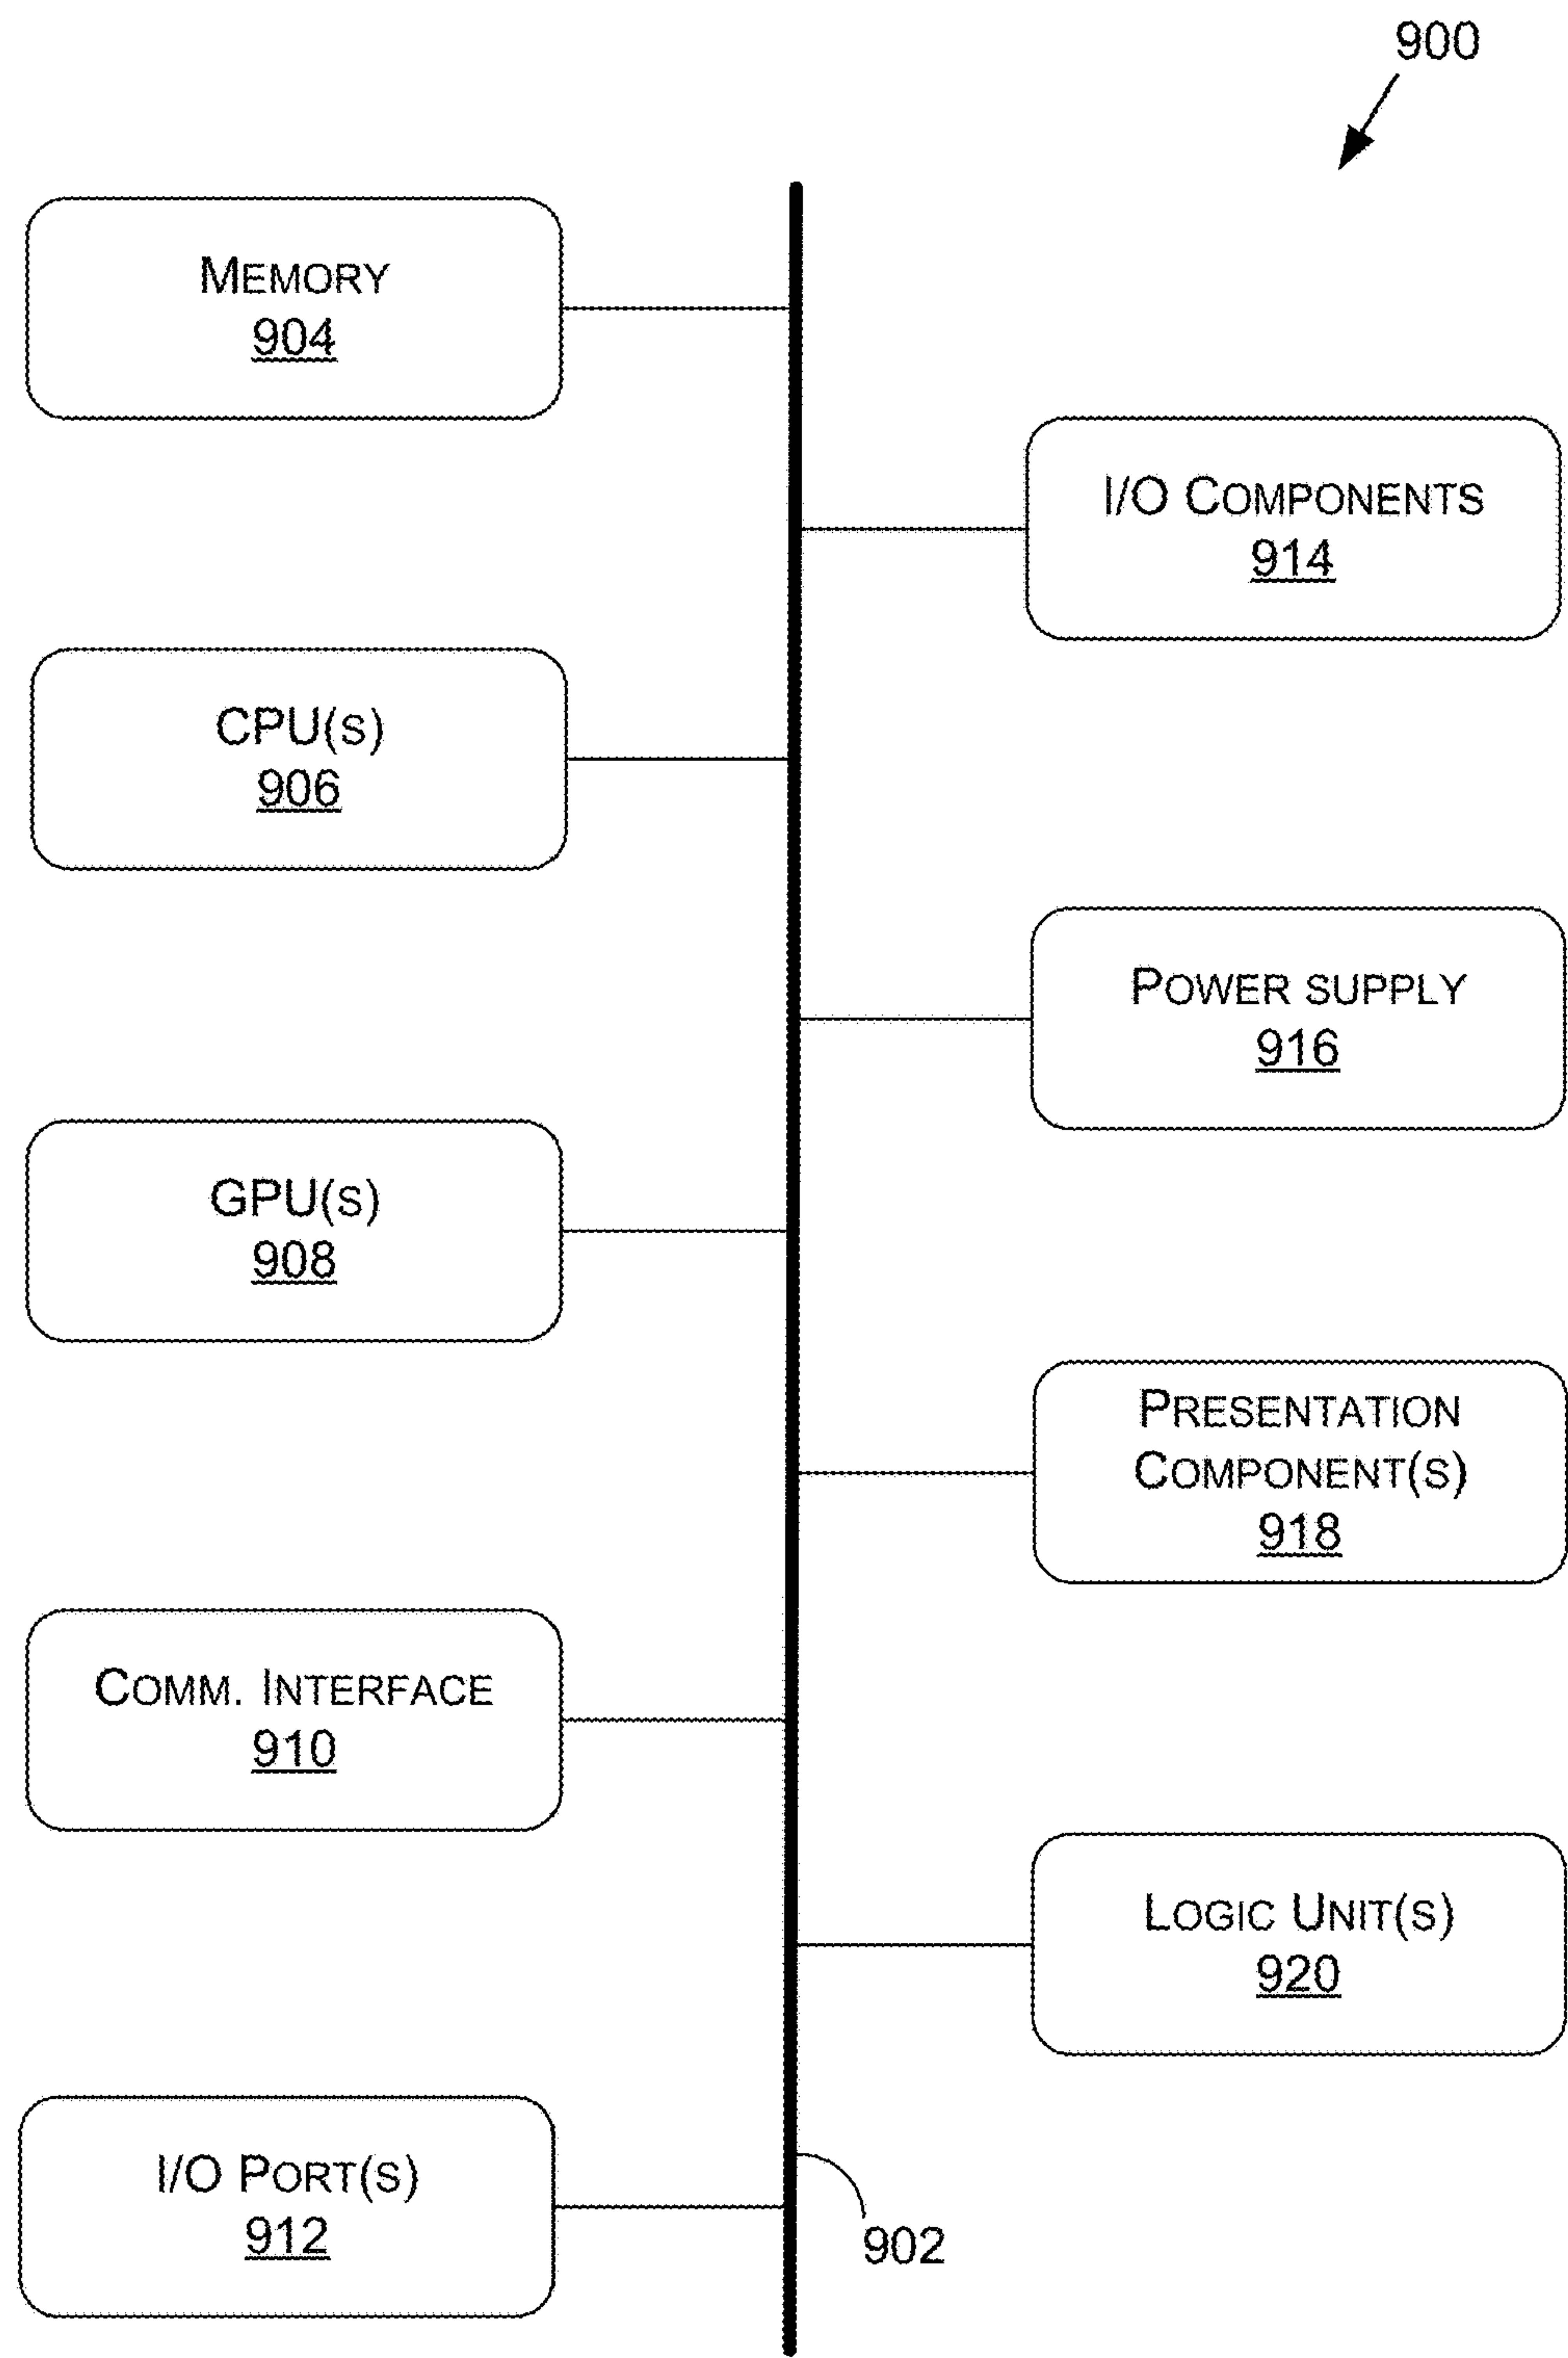 900
MEMORY
904
I/O COMPONENTS
914
CPU(S)
906
POWER SUPPLY
916
GPU(S)
908
PRESENTATION
COMPONENT(S)
918
COMM. INTERFACE
910
LOGIC UNIT(S)
920
I/O PORT(S)
912
902